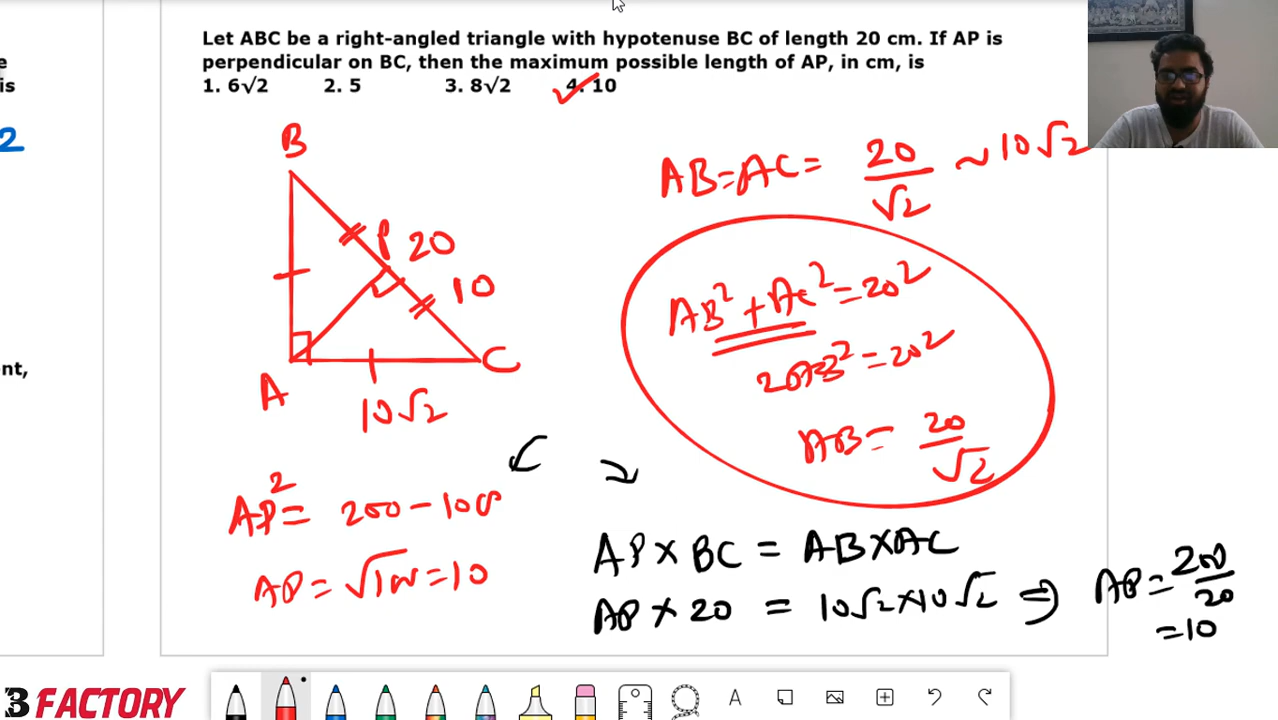 Let ABC be a right-angled triangle with hypotenuse BC of length 20 cm. If AP is
perpendicular on BC, then the maximum possible length of AP, in cm, is
1. 6√2 2. 5 3. 8√2 4. 10
e
is
2
nt,
B
P 20
10
A
C
10√2
AB=AC= 20/√2 ~10√2
AB²+AC²=20²
2AB²=20²
AB= 20/√2
AP²= 200-100
AP= √100=10
AP×BC = AB×AC
AP×20 = 10√2×10√2 ⇒ AP=200/20
=10
3 FACTORY
A